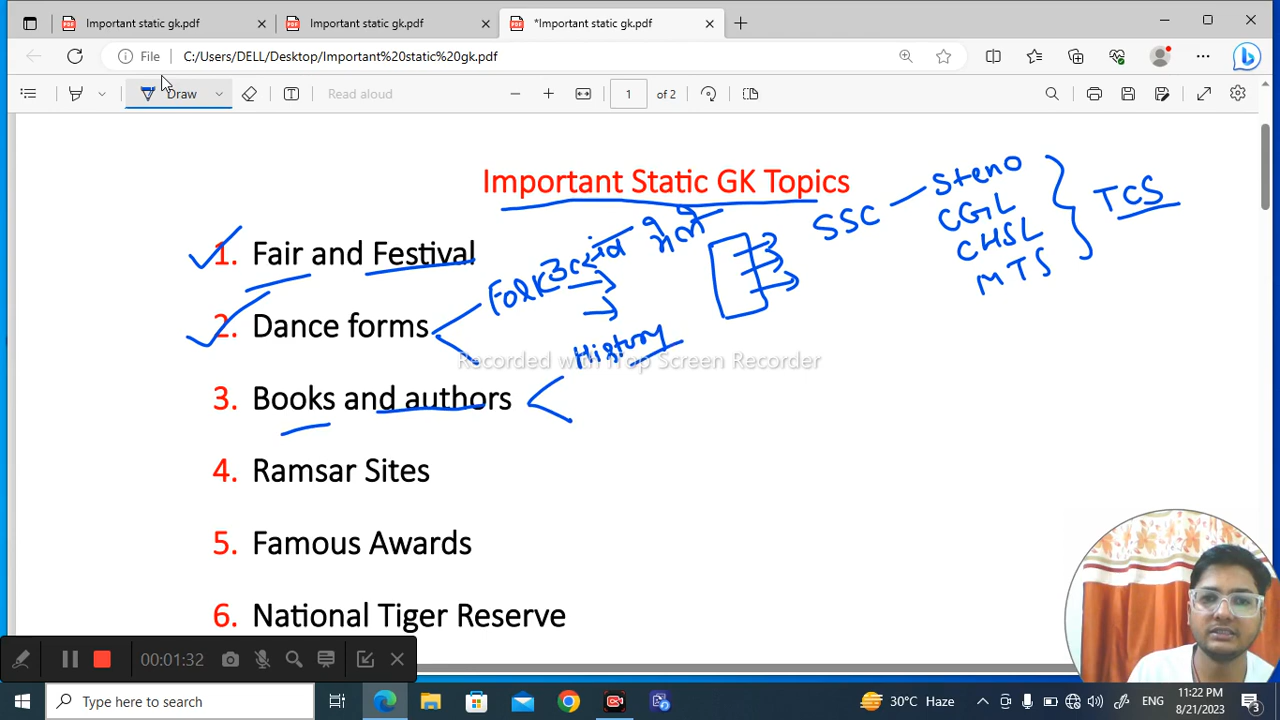 Important static gk.pdf
Important static gk.pdf
*Important static gk.pdf
File
C:/Users/DELL/Desktop/Important%20static%20gk.pdf
Draw
Read aloud
1
of 2
Important Static GK Topics
SSC
Steno
CGL
CHSL
MTS
TCS
1. Fair and Festival
Folk
2. Dance forms
History
Recorded with iTop Screen Recorder
3. Books and authors
4. Ramsar Sites
5. Famous Awards
6. National Tiger Reserve
00:01:32
Type here to search
30°C Haze
ENG
11:22 PM
8/21/2023
3